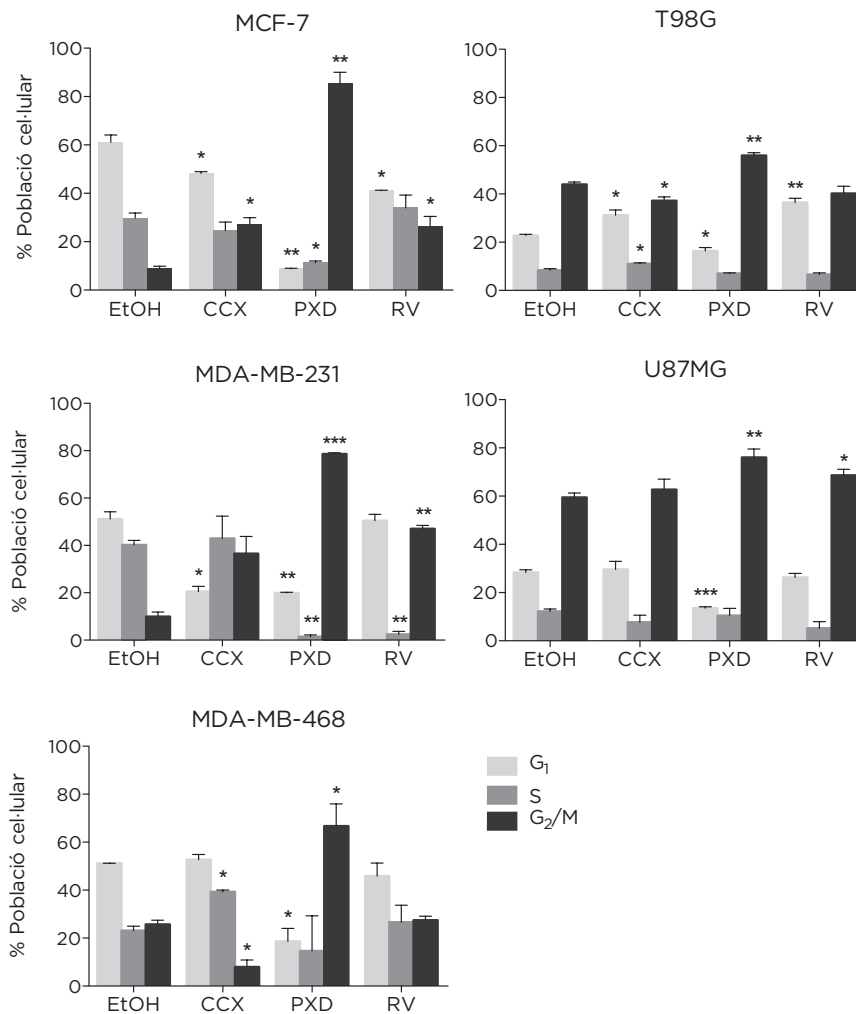 MCF-7
% Població cel·lular
100
80
60
40
20
0
*
*
**
*
**
*
*
EtOH
CCX
PXD
RV
T98G
100
80
60
40
20
0
*
*
*
*
**
**
EtOH
CCX
PXD
RV
MDA-MB-231
% Població cel·lular
100
80
60
40
20
0
*
**
**
***
**
**
EtOH
CCX
PXD
RV
U87MG
100
80
60
40
20
0
***
**
*
EtOH
CCX
PXD
RV
MDA-MB-468
% Població cel·lular
100
80
60
40
20
0
*
*
*
*
EtOH
CCX
PXD
RV
G₁
S
G₂/M